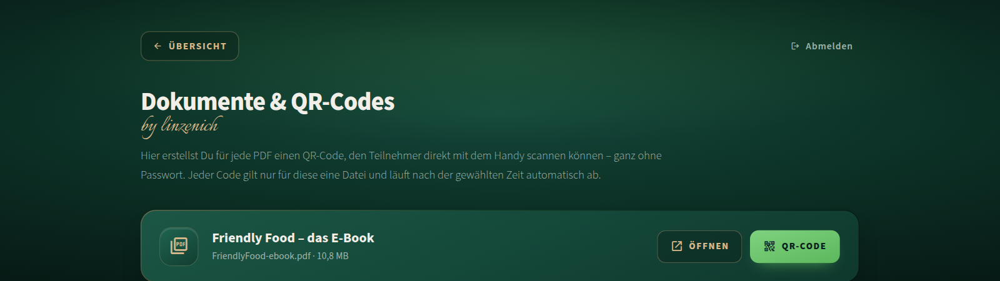 ← ÜBERSICHT
Abmelden
Dokumente & QR-Codes
by linzenich
Hier erstellst Du für jede PDF einen QR-Code, den Teilnehmer direkt mit dem Handy scannen können – ganz ohne
Passwort. Jeder Code gilt nur für diese eine Datei und läuft nach der gewählten Zeit automatisch ab.
PDF
Friendly Food – das E-Book
FriendlyFood-ebook.pdf · 10,8 MB
ÖFFNEN
QR-CODE